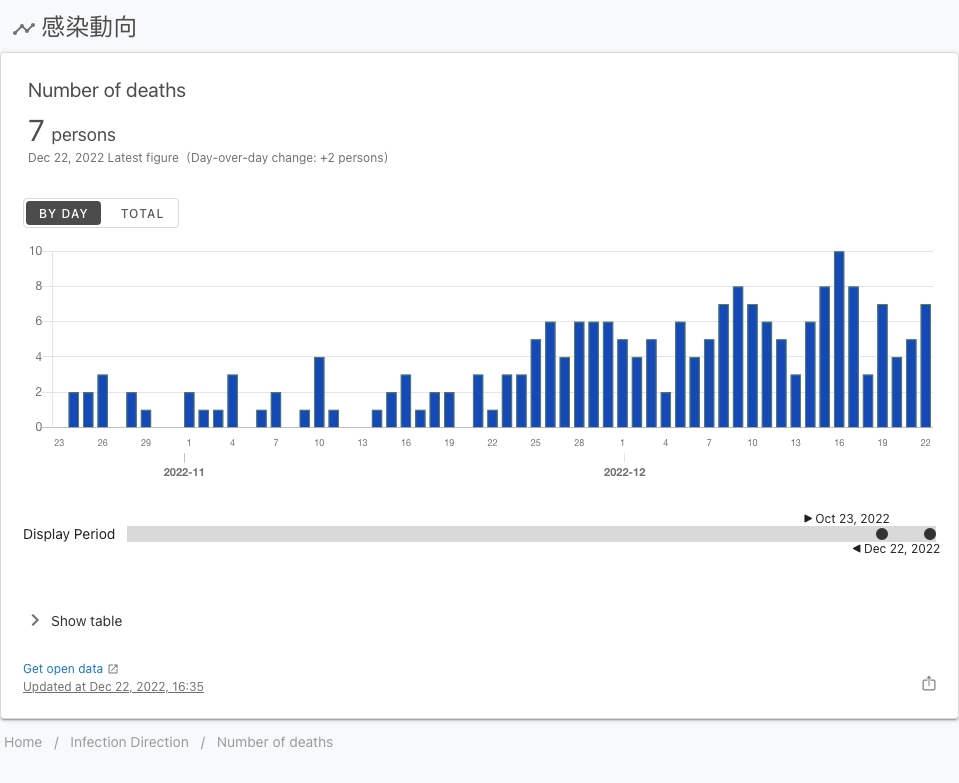 感染動向
Number of deaths
7 persons
Dec 22, 2022 Latest figure (Day-over-day change: +2 persons)
BY DAY TOTAL
10
8
6
4
2
0
23 26 29 1 4 7 10 13 16 19 22 25 28 1 4 7 10 13 16 19 22
2022-11 2022-12
Oct 23, 2022
Display Period
Dec 22, 2022
Show table
Get open data
Updated at Dec 22, 2022, 16:35
Home / Infection Direction / Number of deaths